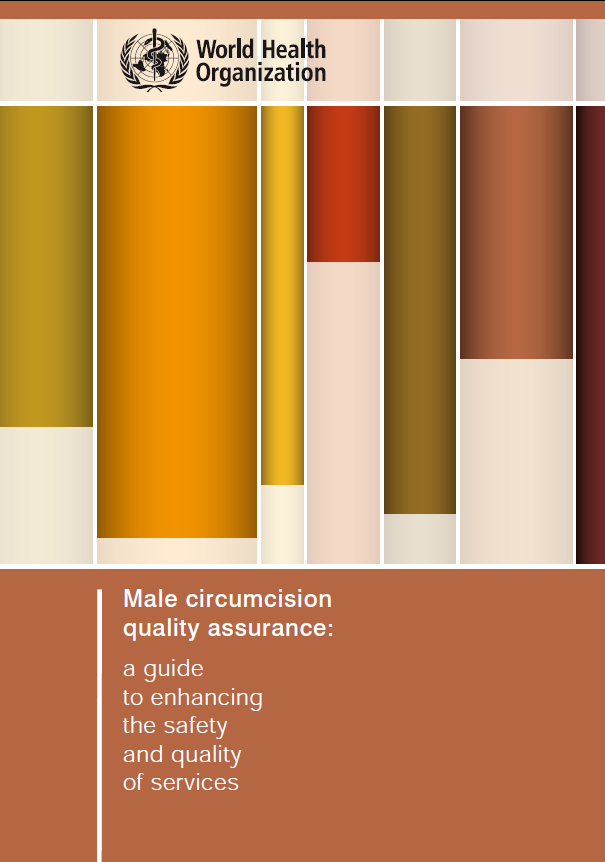 World Health
Organization
Male circumcision
quality assurance:
a guide
to enhancing
the safety
and quality
of services